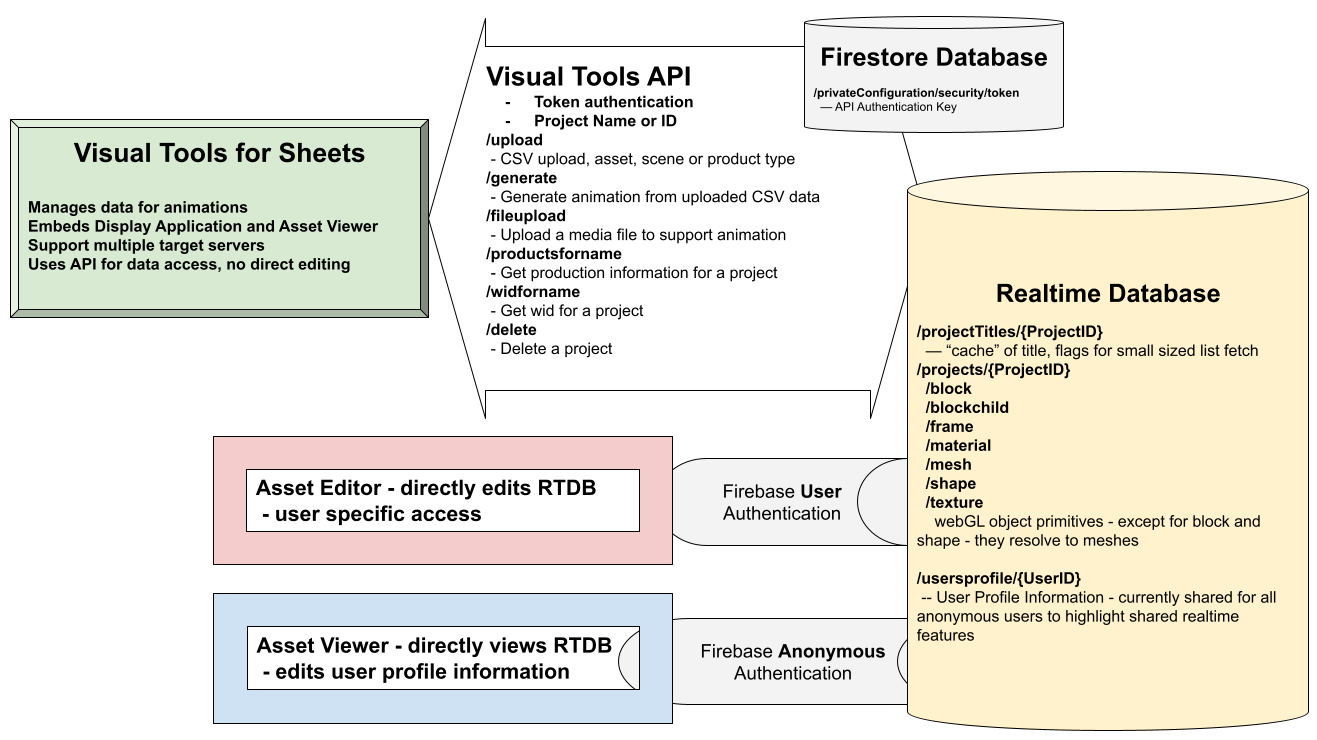 Visual Tools for Sheets
Manages data for animations
Embeds Display Application and Asset Viewer
Support multiple target servers
Uses API for data access, no direct editing
Visual Tools API
- Token authentication
- Project Name or ID
/upload
- CSV upload, asset, scene or product type
/generate
- Generate animation from uploaded CSV data
/fileupload
- Upload a media file to support animation
/productsforname
- Get production information for a project
/widforname
- Get wid for a project
/delete
- Delete a project
Firestore Database
/privateConfiguration/security/token
— API Authentication Key
Realtime Database
/projectTitles/{ProjectID}
— “cache” of title, flags for small sized list fetch
/projects/{ProjectID}
/block
/blockchild
/frame
/material
/mesh
/shape
/texture
webGL object primitives - except for block and
shape - they resolve to meshes
/usersprofile/{UserID}
-- User Profile Information - currently shared for all
anonymous users to highlight shared realtime
features
Asset Editor - directly edits RTDB
- user specific access
Firebase User
Authentication
Asset Viewer - directly views RTDB
- edits user profile information
Firebase Anonymous
Authentication